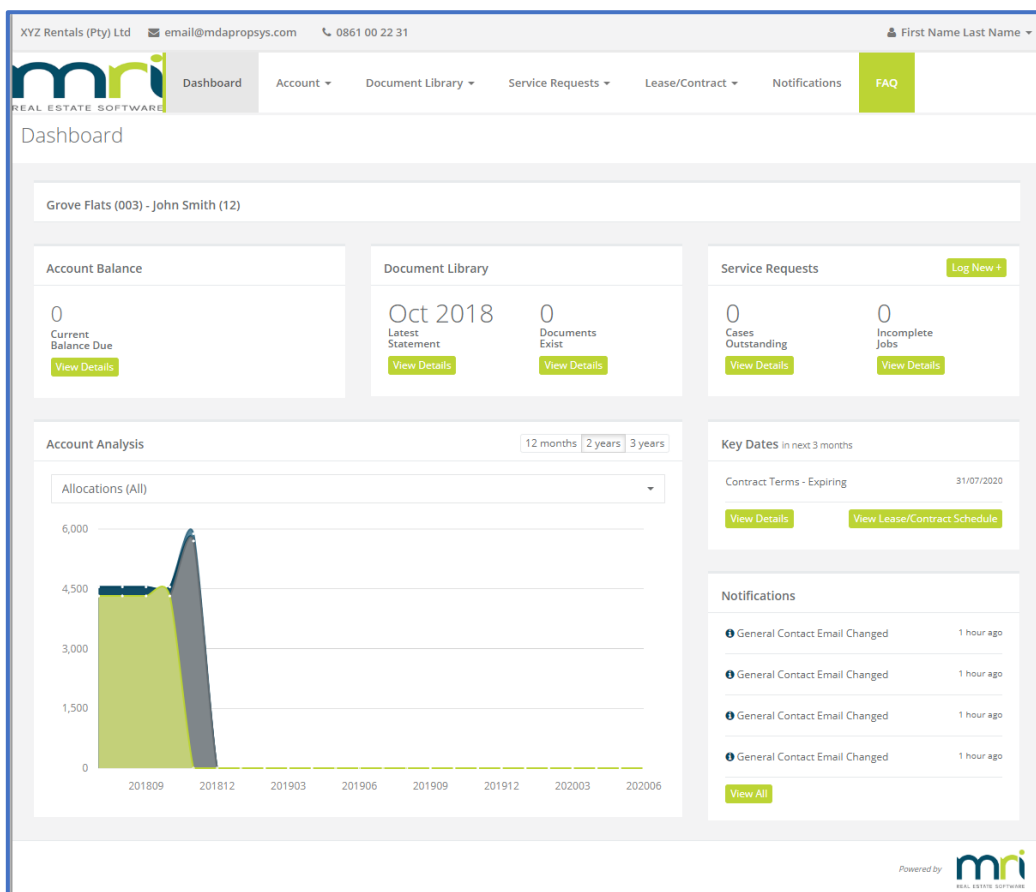 XYZ Rentals (Pty) Ltd email@mdapropsys.com 0861 00 22 31 First Name Last Name
mri
REAL ESTATE SOFTWARE
Dashboard Account Document Library Service Requests Lease/Contract Notifications FAQ
Dashboard
Grove Flats (003) - John Smith (12)
Account Balance
0
Current
Balance Due
View Details
Document Library
Oct 2018
Latest
Statement
View Details
0
Documents
Exist
View Details
Service Requests Log New +
0
Cases
Outstanding
View Details
0
Incomplete
Jobs
View Details
Account Analysis 12 months 2 years 3 years
Allocations (All)
6,000
4,500
3,000
1,500
0
201809 201812 201903 201906 201909 201912 202003 202006
Key Dates in next 3 months
Contract Terms - Expiring 31/07/2020
View Details View Lease/Contract Schedule
Notifications
General Contact Email Changed 1 hour ago
General Contact Email Changed 1 hour ago
General Contact Email Changed 1 hour ago
General Contact Email Changed 1 hour ago
View All
Powered by mri
REAL ESTATE SOFTWARE